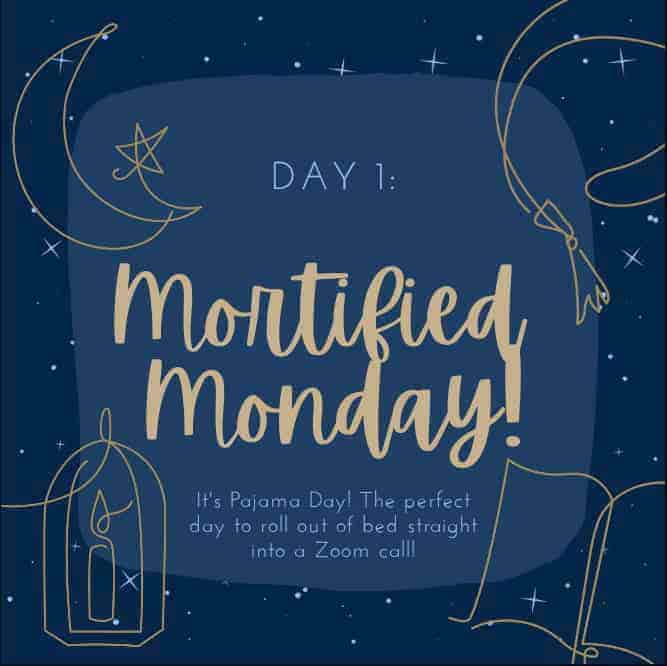 DAY 1:
Mortified
Monday!
It's Pajama Day! The perfect
day to roll out of bed straight
into a Zoom call!